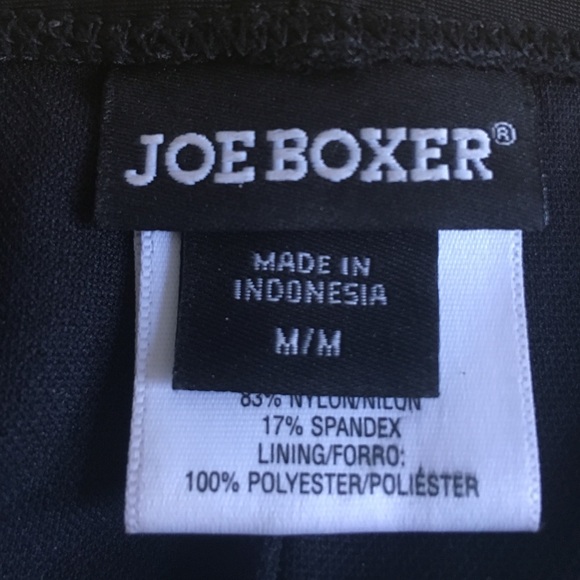 JOE BOXER®
MADE IN
INDONESIA
M/M
83% NYLON/NILON
17% SPANDEX
LINING/FORRO:
100% POLYESTER/POLIÉSTER